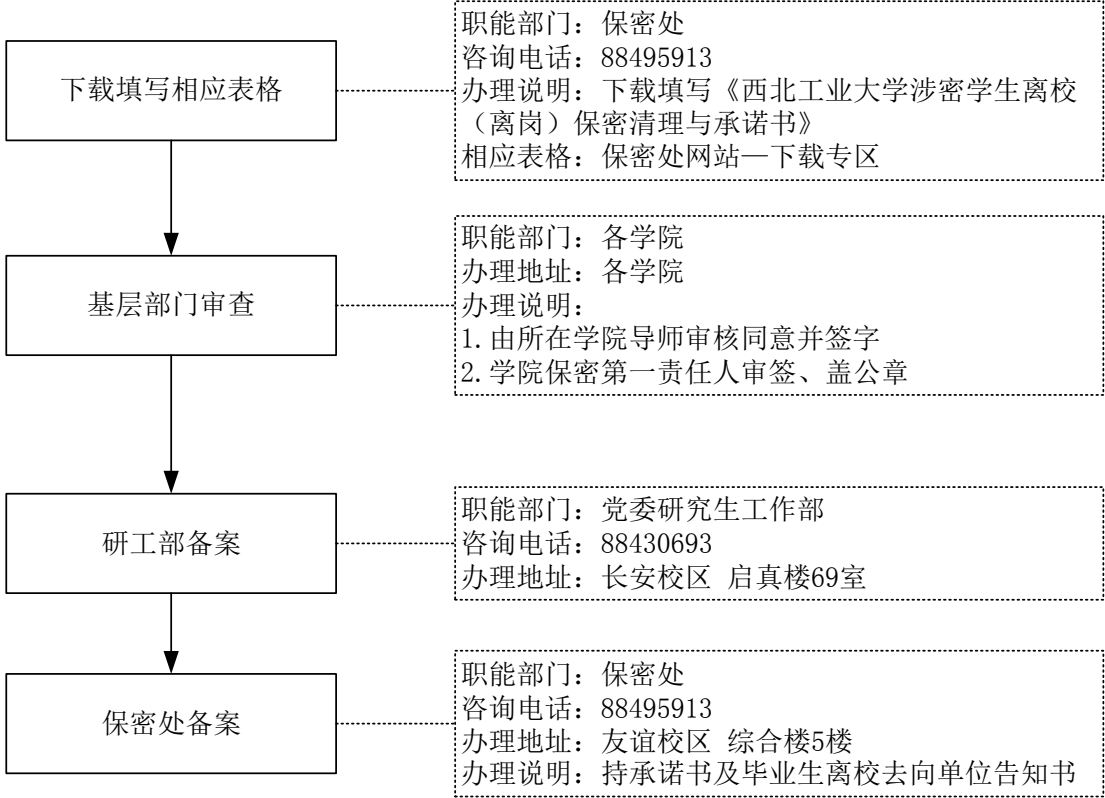 下载填写相应表格
职能部门：保密处
咨询电话：88495913
办理说明：下载填写《西北工业大学涉密学生离校
（离岗）保密清理与承诺书》
相应表格：保密处网站—下载专区
基层部门审查
职能部门：各学院
办理地址：各学院
办理说明：
1.由所在学院导师审核同意并签字
2.学院保密第一责任人审签、盖公章
研工部备案
职能部门：党委研究生工作部
咨询电话：88430693
办理地址：长安校区 启真楼69室
保密处备案
职能部门：保密处
咨询电话：88495913
办理地址：友谊校区 综合楼5楼
办理说明：持承诺书及毕业生离校去向单位告知书